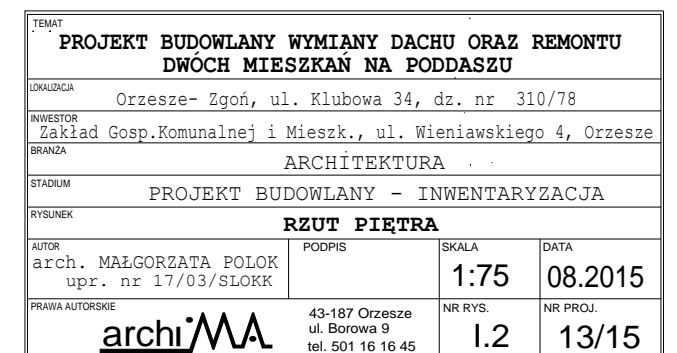 TEMAT
PROJEKT BUDOWLANY WYMIANY DACHU ORAZ REMONTU
DWÓCH MIESZKAŃ NA PODDASZU
LOKALIZACJA
Orzesze- Zgoń, ul. Klubowa 34, dz. nr 310/78
INWESTOR
Zakład Gosp.Komunalnej i Mieszk., ul. Wieniawskiego 4, Orzesze
BRANŻA
ARCHITEKTURA
STADIUM
PROJEKT BUDOWLANY - INWENTARYZACJA
RYSUNEK
RZUT PIĘTRA
AUTOR
arch. MAŁGORZATA POLOK
upr. nr 17/03/SLOKK
PODPIS
SKALA
1:75
DATA
08.2015
PRAWA AUTORSKIE
archi MA
43-187 Orzesze
ul. Borowa 9
tel. 501 16 16 45
NR RYS.
I.2
NR PROJ.
13/15